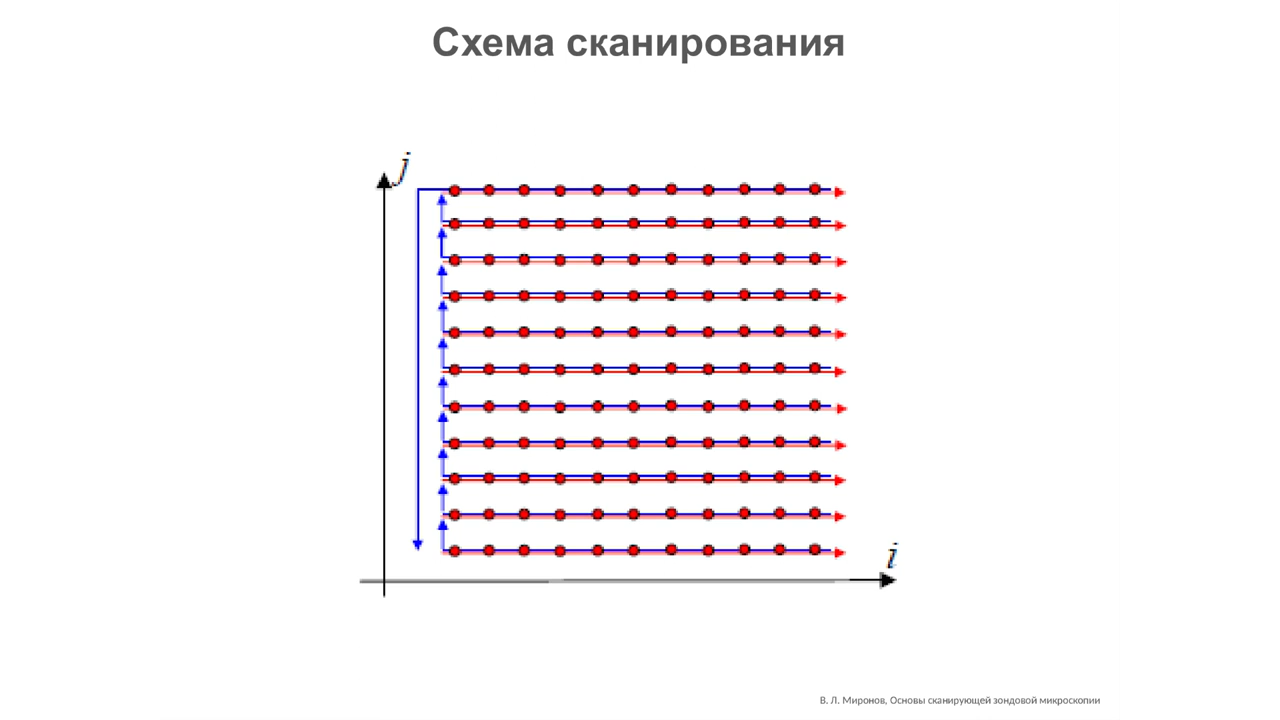 Схема сканирования
j
i
В. Л. Миронов, Основы сканирующей зондовой микроскопии